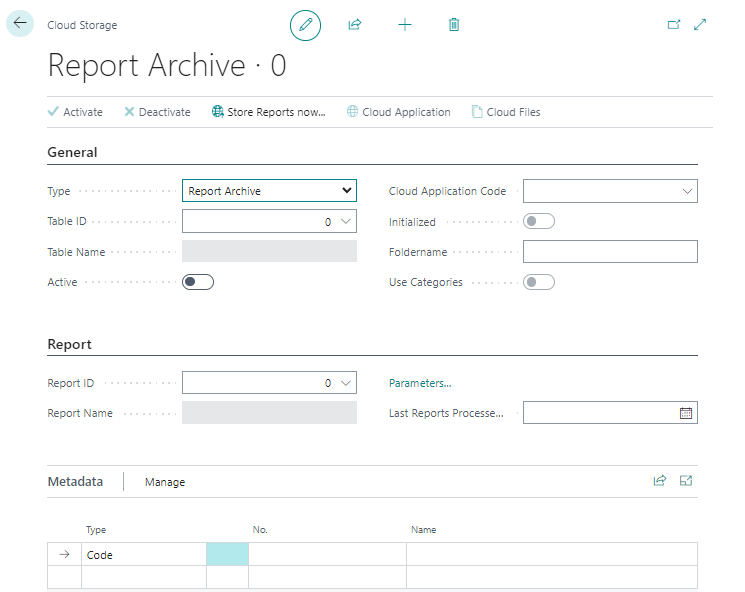 Cloud Storage
Report Archive · 0
Activate Deactivate Store Reports now... Cloud Application Cloud Files
General
Type Report Archive Cloud Application Code
Table ID 0 Initialized
Table Name Foldername
Active Use Categories
Report
Report ID 0 Parameters...
Report Name Last Reports Processe...
Metadata Manage
Type No. Name
Code